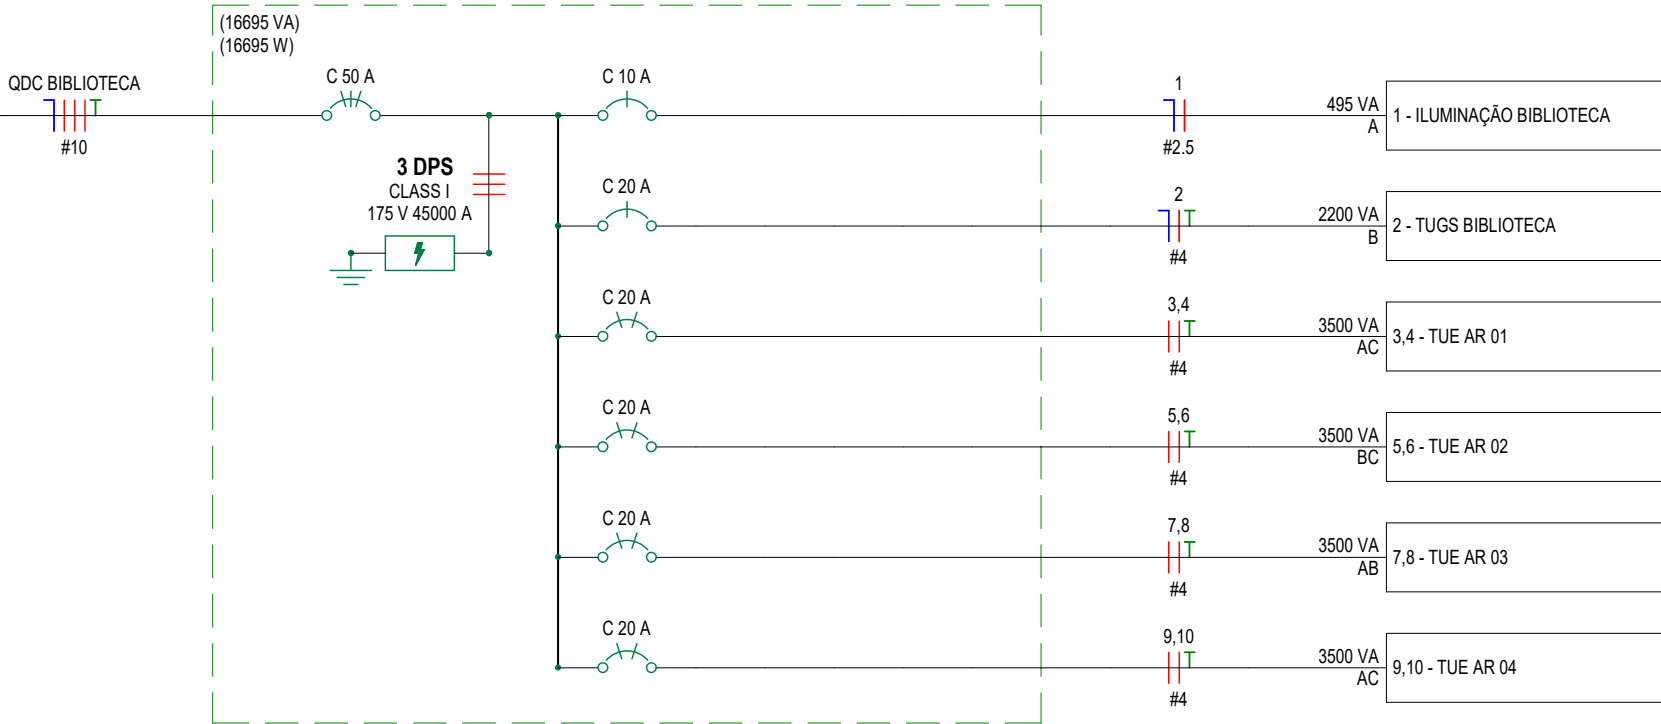 (16695 VA)
(16695 W)
QDC BIBLIOTECA
#10
C 50 A
3 DPS
CLASS I
175 V 45000 A
C 10 A
1
#2.5
495 VA
A
1 - ILUMINAÇÃO BIBLIOTECA
C 20 A
2
#4
2200 VA
B
2 - TUGS BIBLIOTECA
C 20 A
3,4
#4
3500 VA
AC
3,4 - TUE AR 01
C 20 A
5,6
#4
3500 VA
BC
5,6 - TUE AR 02
C 20 A
7,8
#4
3500 VA
AB
7,8 - TUE AR 03
C 20 A
9,10
#4
3500 VA
AC
9,10 - TUE AR 04